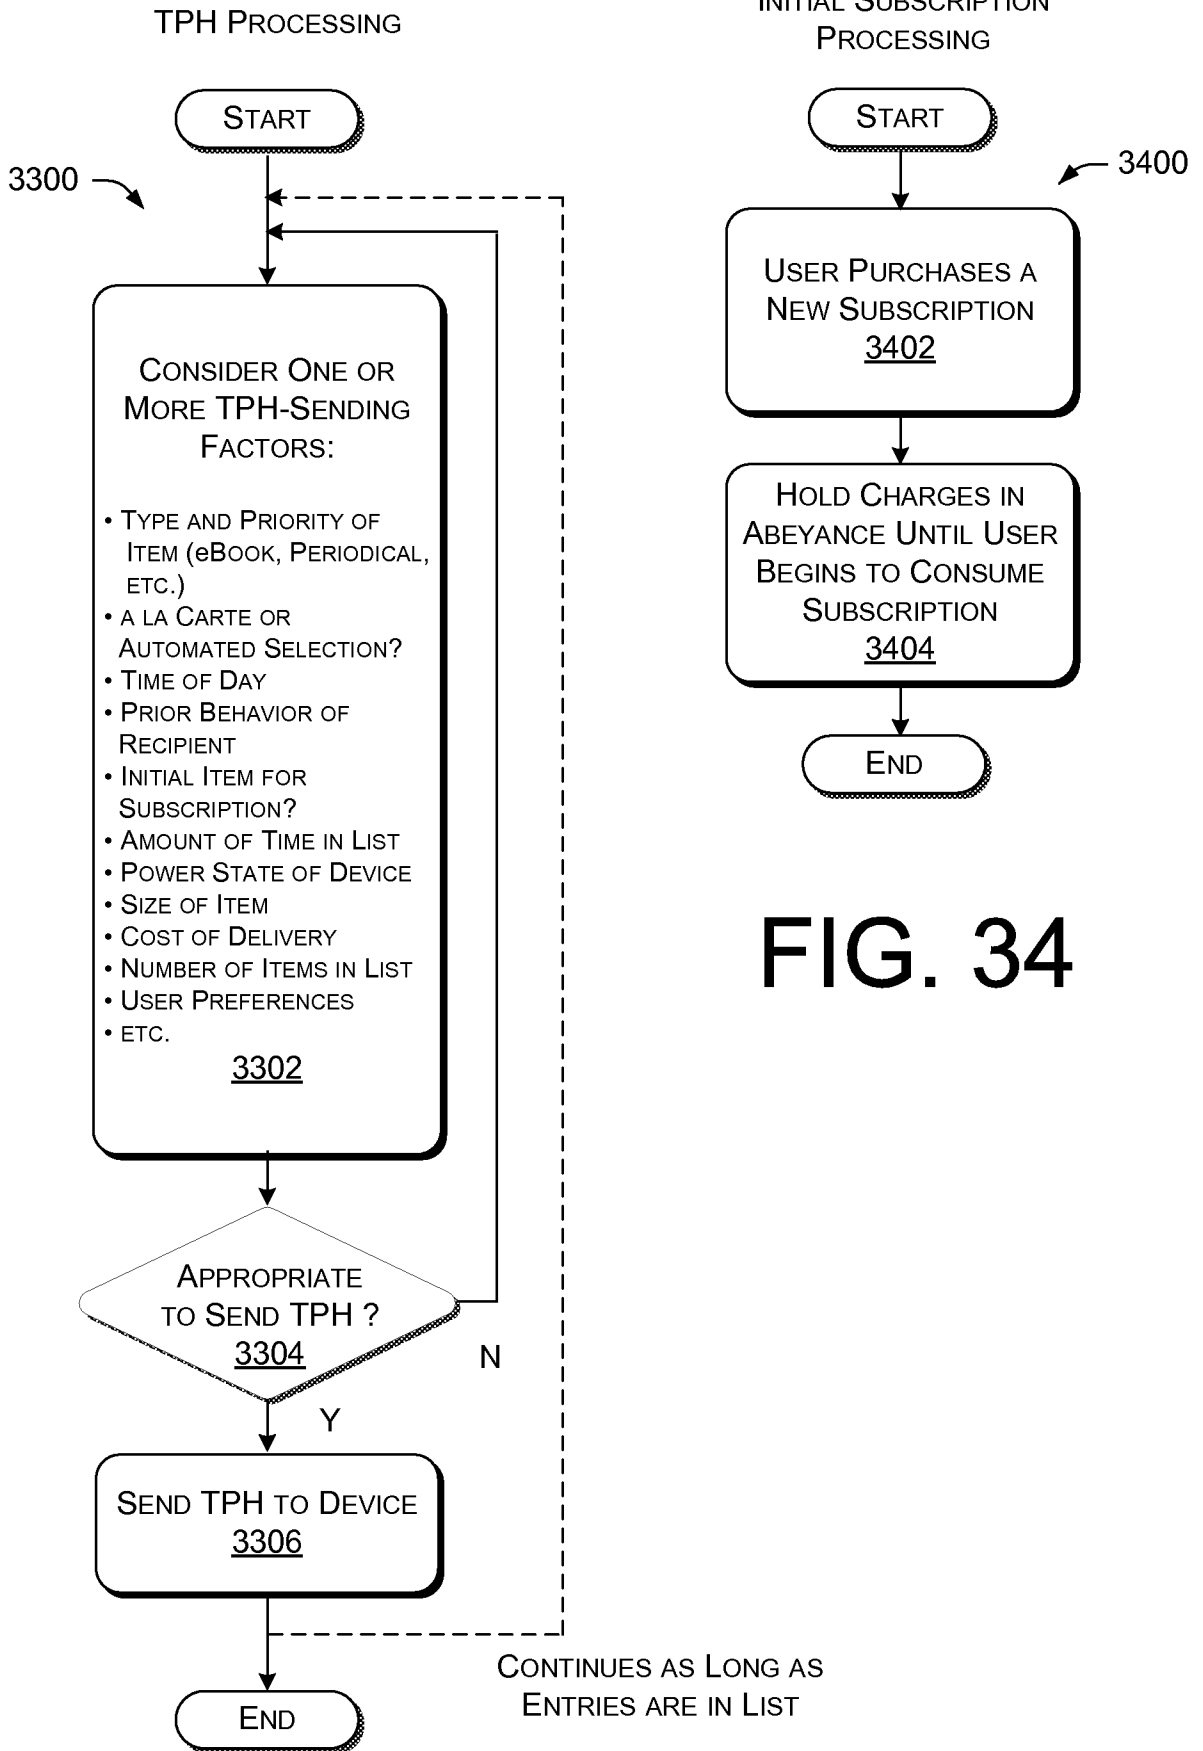 TPH PROCESSING
START
3300
CONSIDER ONE OR
MORE TPH-SENDING
FACTORS:
• TYPE AND PRIORITY OF
ITEM (eBOOK, PERIODICAL,
ETC.)
• A LA CARTE OR
AUTOMATED SELECTION?
• TIME OF DAY
• PRIOR BEHAVIOR OF
RECIPIENT
• INITIAL ITEM FOR
SUBSCRIPTION?
• AMOUNT OF TIME IN LIST
• POWER STATE OF DEVICE
• SIZE OF ITEM
• COST OF DELIVERY
• NUMBER OF ITEMS IN LIST
• USER PREFERENCES
• ETC.
3302
APPROPRIATE
TO SEND TPH ?
3304
N
Y
SEND TPH TO DEVICE
3306
CONTINUES AS LONG AS
ENTRIES ARE IN LIST
END
INITIAL SUBSCRIPTION
PROCESSING
START
3400
USER PURCHASES A
NEW SUBSCRIPTION
3402
HOLD CHARGES IN
ABEYANCE UNTIL USER
BEGINS TO CONSUME
SUBSCRIPTION
3404
END
FIG. 34